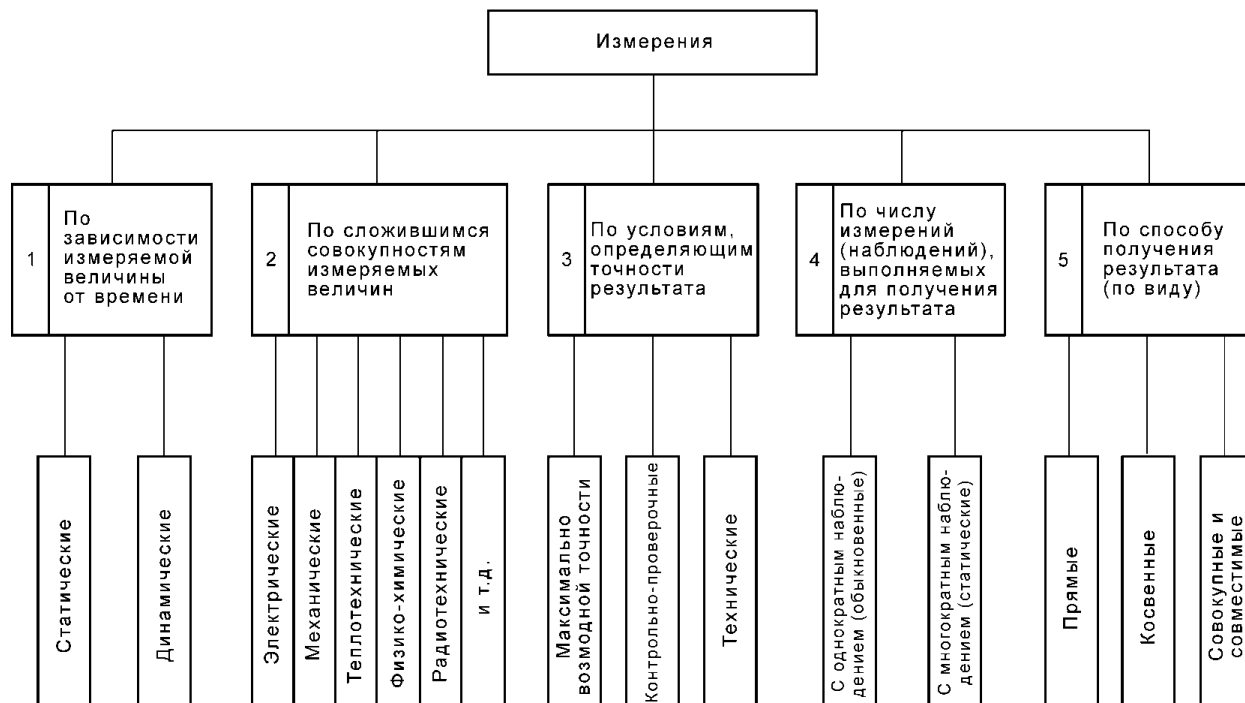 Измерения
1
По
зависимости
измеряемой
величины
от времени
2
По сложившимся
совокупностям
измеряемых
величин
3
По условиям,
определяющим
точности
результата
4
По числу
измерений
(наблюдений),
выполняемых
для получения
результата
5
По способу
получения
результата
(по виду)
Статические
Динамические
Электрические
Механические
Теплотехнические
Физико-химические
Радиотехнические
и т.д.
Максимально
возмодной точности
Контрольно-проверочные
Технические
С однократным наблю-
дением (обыкновенные)
С многократным наблю-
дением (статические)
Прямые
Косвенные
Совокупные и
совместимые